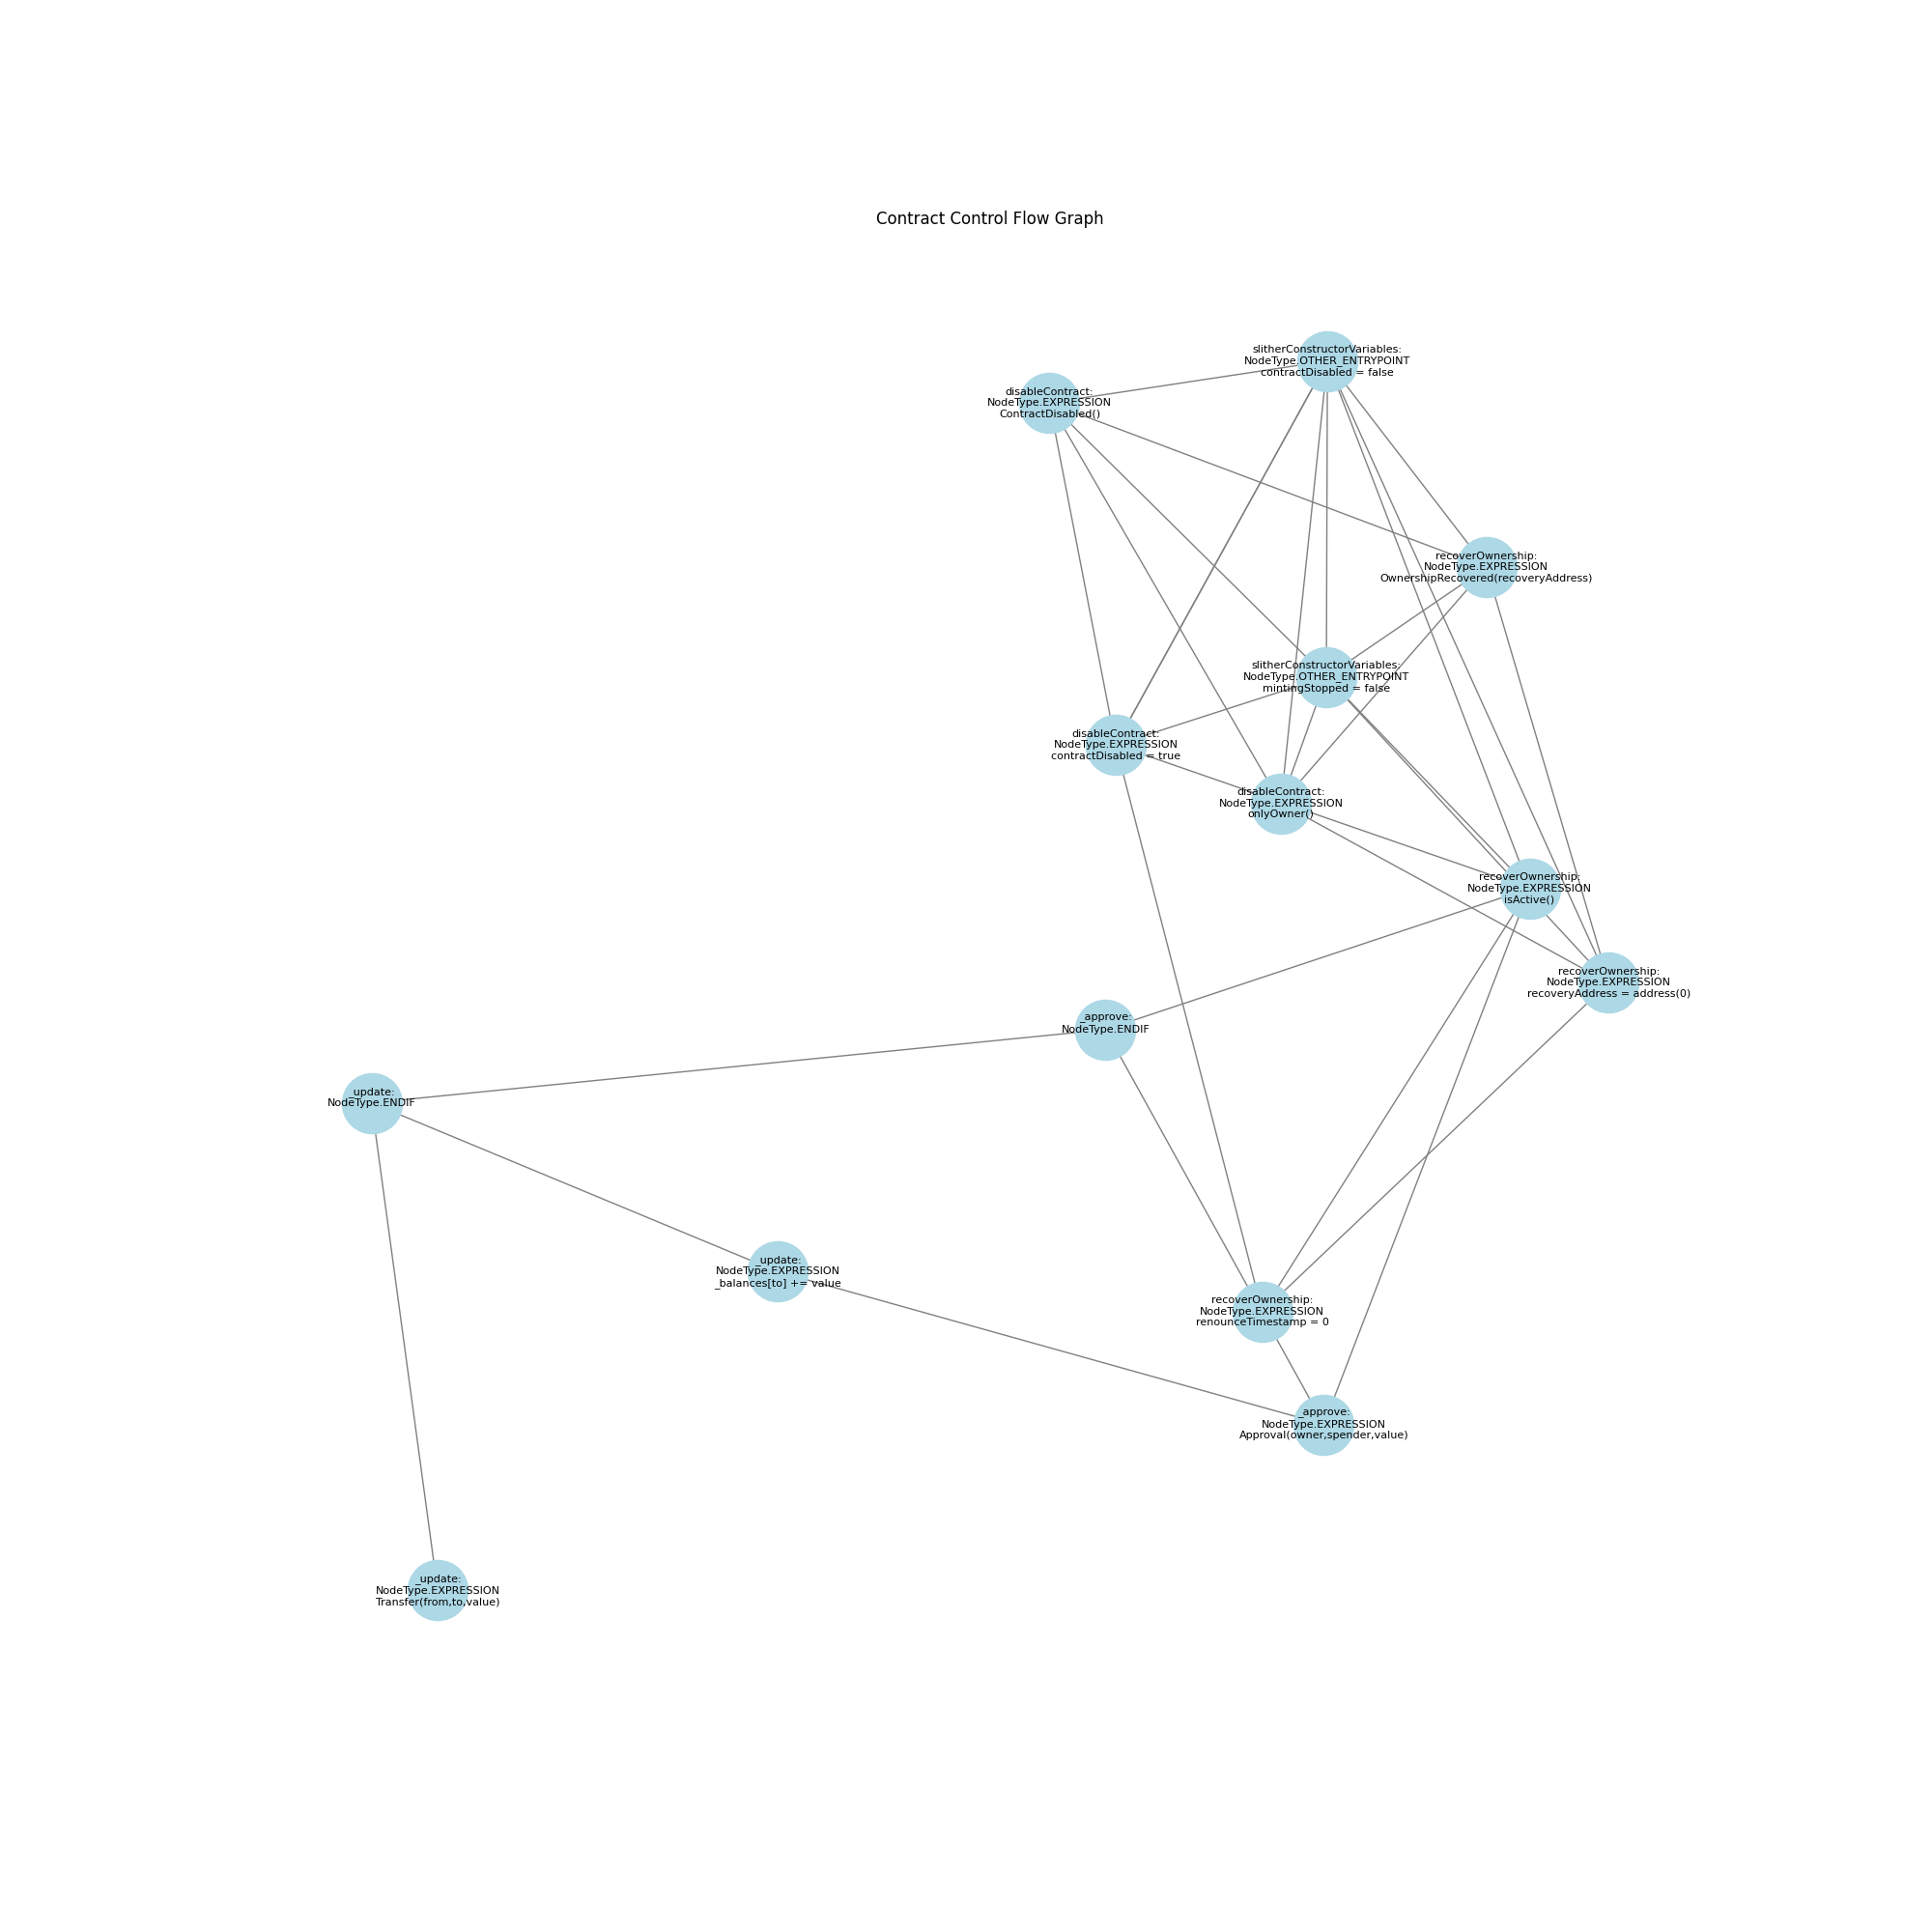 Contract Control Flow Graph
slitherConstructorVariables:
NodeType.OTHER_ENTRYPOINT
contractDisabled = false
disableContract:
NodeType.EXPRESSION
ContractDisabled()
recoverOwnership:
NodeType.EXPRESSION
OwnershipRecovered(recoveryAddress)
slitherConstructorVariables:
NodeType.OTHER_ENTRYPOINT
mintingStopped = false
disableContract:
NodeType.EXPRESSION
contractDisabled = true
disableContract:
NodeType.EXPRESSION
onlyOwner()
recoverOwnership:
NodeType.EXPRESSION
isActive()
recoverOwnership:
NodeType.EXPRESSION
recoveryAddress = address(0)
_approve:
NodeType.ENDIF
_update:
NodeType.ENDIF
_update:
NodeType.EXPRESSION
_balances[to] += value
recoverOwnership:
NodeType.EXPRESSION
renounceTimestamp = 0
_approve:
NodeType.EXPRESSION
Approval(owner,spender,value)
_update:
NodeType.EXPRESSION
Transfer(from,to,value)